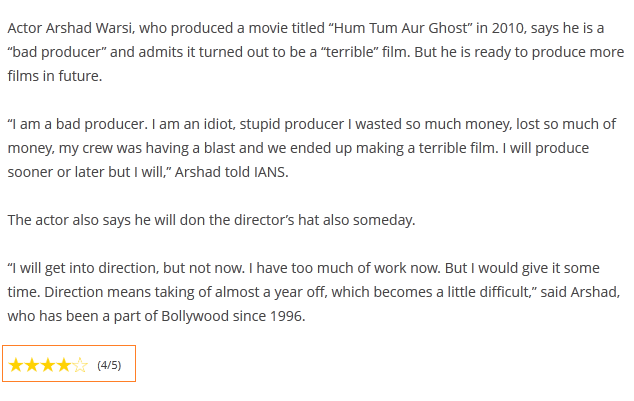 Actor Arshad Warsi, who produced a movie titled “Hum Tum Aur Ghost” in 2010, says he is a
“bad producer” and admits it turned out to be a “terrible” film. But he is ready to produce more
films in future.
“I am a bad producer. I am an idiot, stupid producer I wasted so much money, lost so much of
money, my crew was having a blast and we ended up making a terrible film. I will produce
sooner or later but I will,” Arshad told IANS.
The actor also says he will don the director’s hat also someday.
“I will get into direction, but not now. I have too much of work now. But I would give it some
time. Direction means taking of almost a year off, which becomes a little difficult,” said Arshad,
who has been a part of Bollywood since 1996.
(4/5)